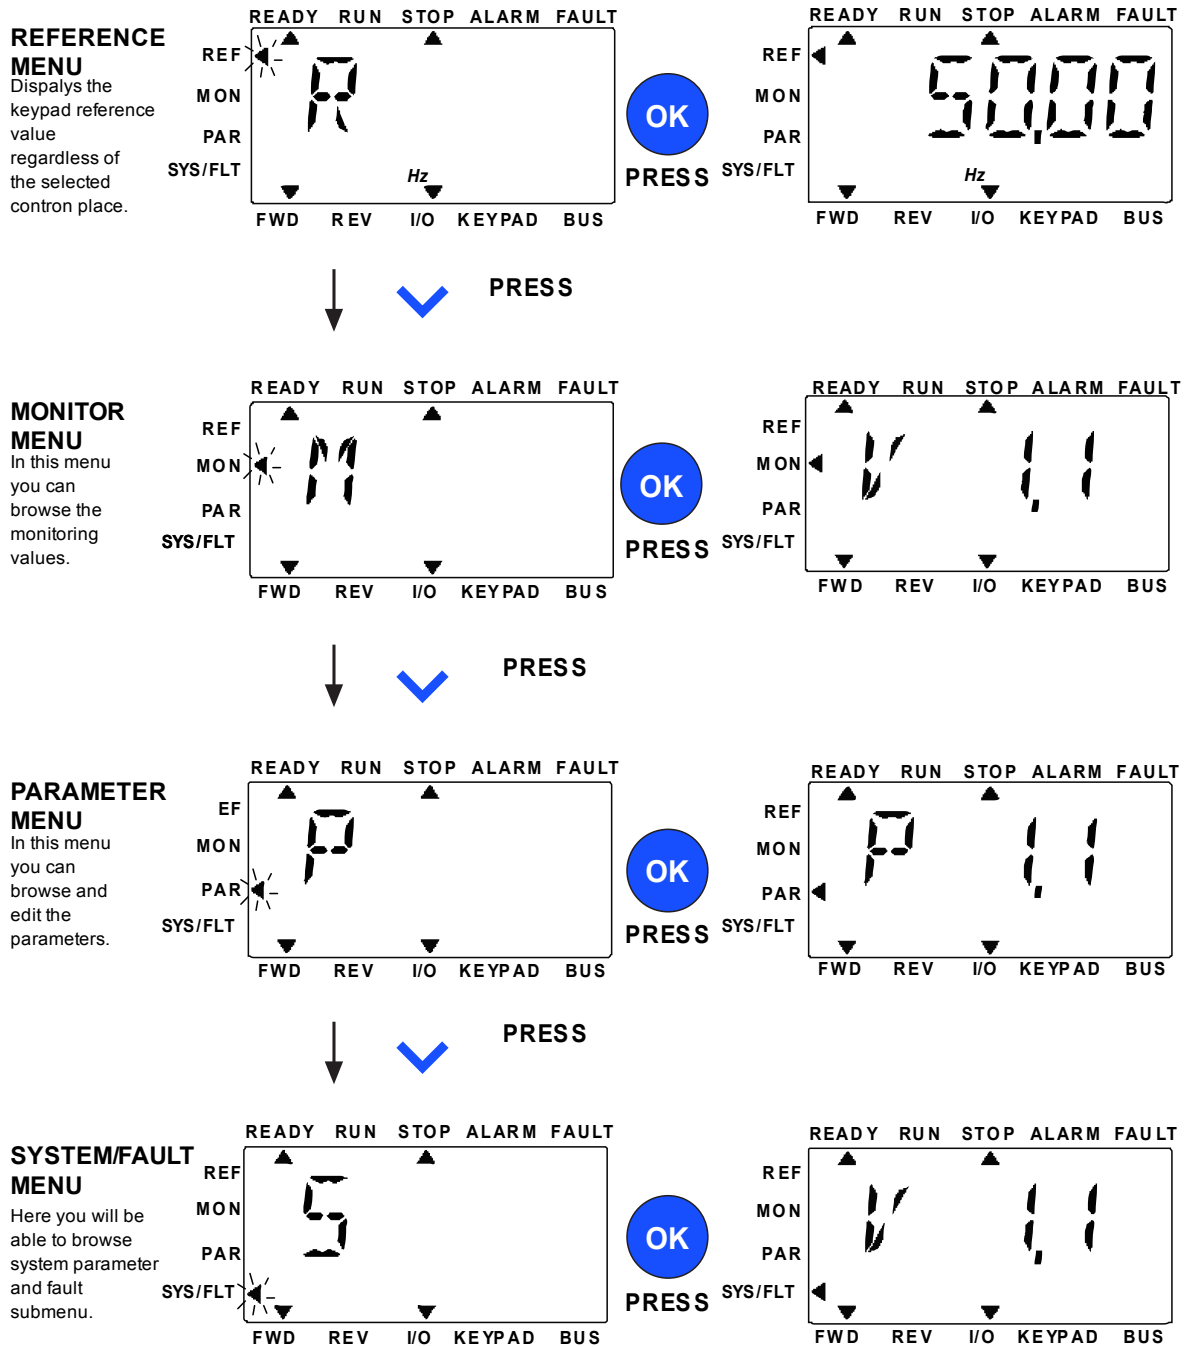 READY RUN STOP ALARM FAULT
REFERENCE
MENU
Dispalys the
keypad reference
value
regardless of
the selected
contron place.
REF
MON
PAR
SYS/FLT
R
Hz
FWD REV I/O KEYPAD BUS
OK
PRESS
READY RUN STOP ALARM FAULT
REF
MON
PAR
SYS/FLT
50,00
Hz
FWD REV I/O KEYPAD BUS
PRESS
READY RUN STOP ALARM FAULT
MONITOR
MENU
In this menu
you can
browse the
monitoring
values.
REF
MON
PAR
SYS/FLT
M
FWD REV I/O KEYPAD BUS
OK
PRESS
READY RUN STOP ALARM FAULT
REF
MON
PAR
SYS/FLT
V 1,1
FWD REV I/O KEYPAD BUS
PRESS
READY RUN STOP ALARM FAULT
PARAMETER
MENU
In this menu
you can
browse and
edit the
parameters.
EF
MON
PAR
SYS/FLT
P
FWD REV I/O KEYPAD BUS
OK
PRESS
READY RUN STOP ALARM FAULT
REF
MON
PAR
SYS/FLT
P 1,1
FWD REV I/O KEYPAD BUS
PRESS
READY RUN STOP ALARM FAULT
SYSTEM/FAULT
MENU
Here you will be
able to browse
system parameter
and fault
submenu.
REF
MON
PAR
SYS/FLT
S
FWD REV I/O KEYPAD BUS
OK
PRESS
READY RUN STOP ALARM FAULT
REF
MON
PAR
SYS/FLT
V 1,1
FWD REV I/O KEYPAD BUS